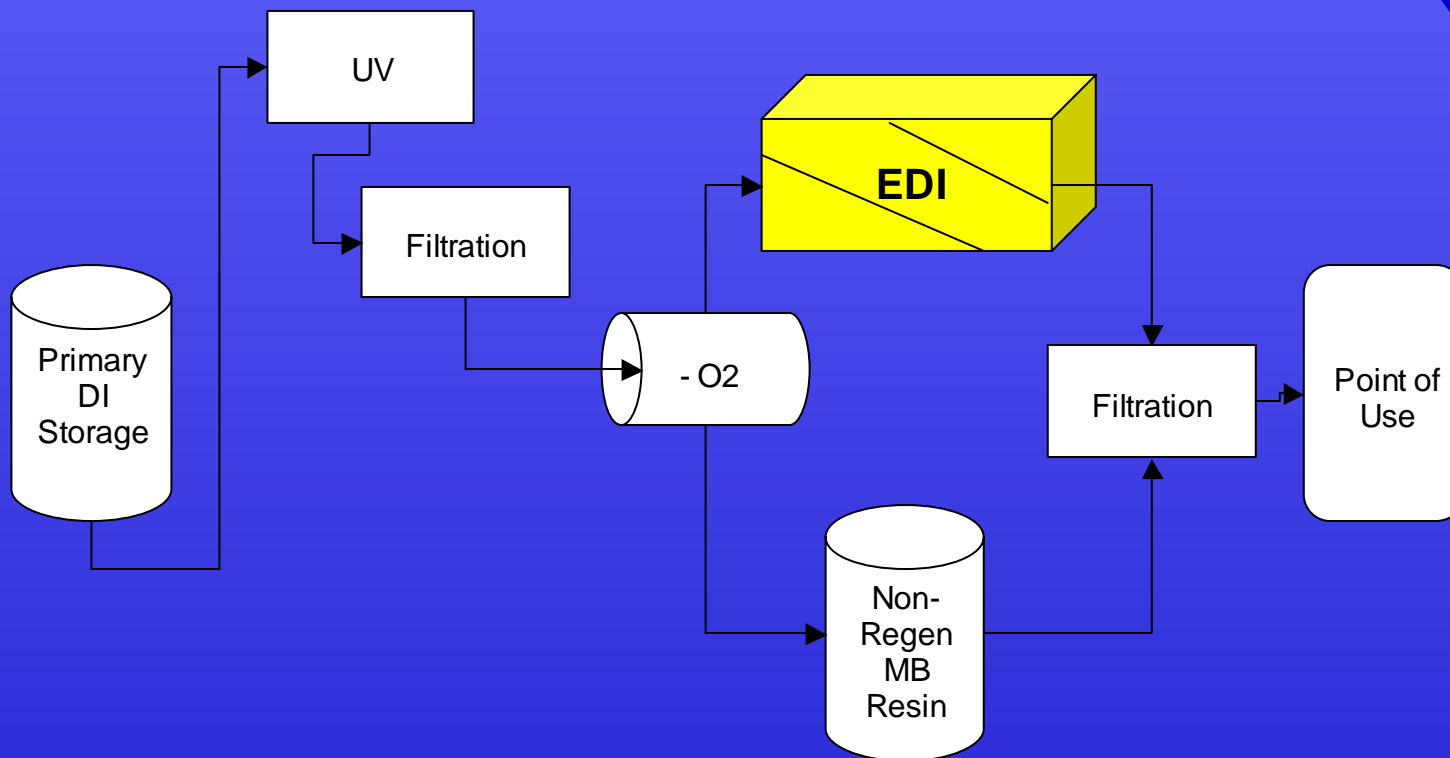 UV
Filtration
Primary
DI
Storage
- O2
EDI
Non-
Regen
MB
Resin
Filtration
Point of
Use